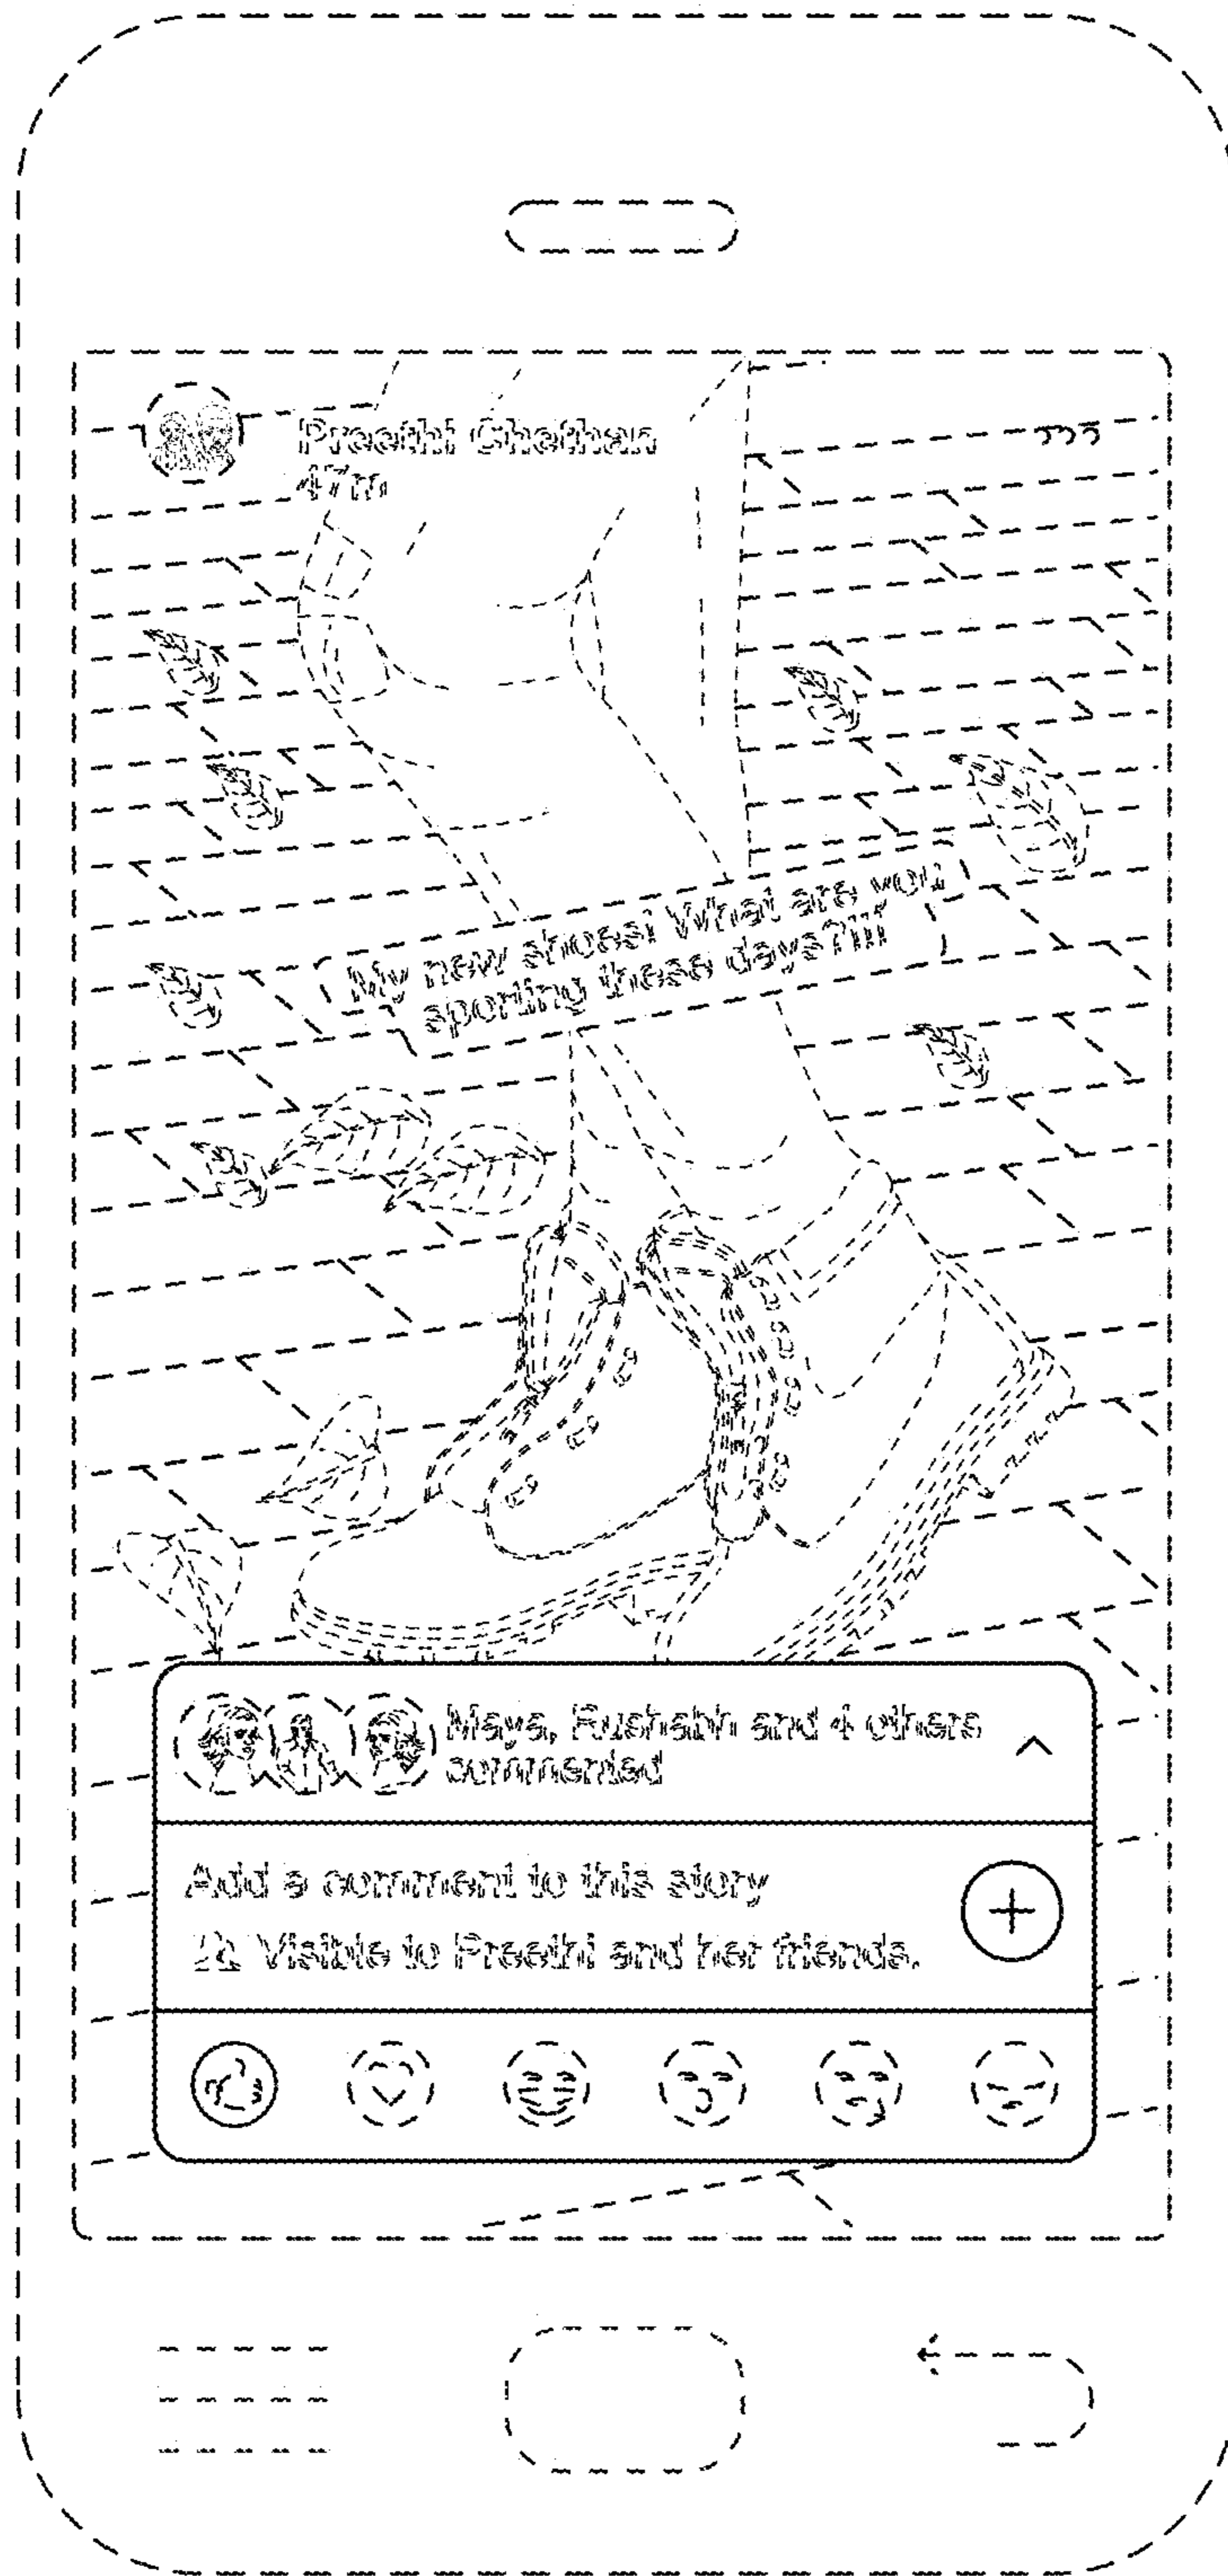 Preethi Chethan
47m
My new shoes! What are you
sporting these days?!!!
Maya, Rushabh and 4 others
commented
Add a comment to this story
Visible to Preethi and her friends.